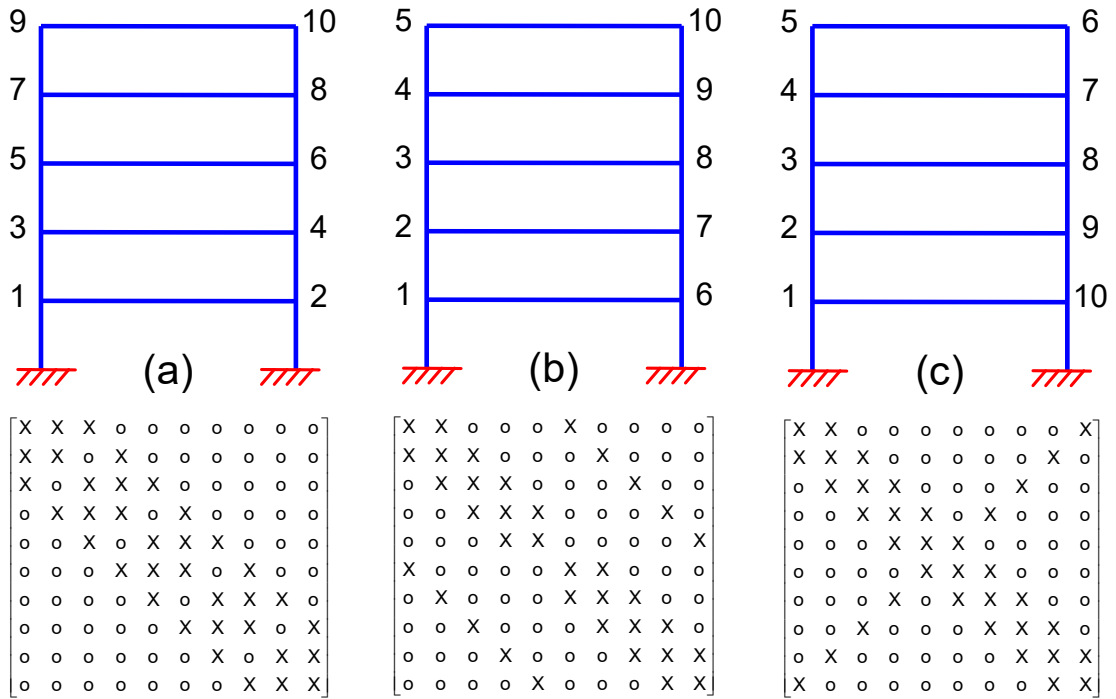 9 10
7 8
5 6
3 4
1 2
(a)
X X X o o o o o o o
X X o X o o o o o o
X o X X X o o o o o
o X X X o X o o o o
o o X o X X X o o o
o o o X X X o X o o
o o o o X o X X X o
o o o o o X X X o X
o o o o o o X o X X
o o o o o o o X X X
5 10
4 9
3 8
2 7
1 6
(b)
X X o o o X o o o o
X X X o o o X o o o
o X X X o o o X o o
o o X X X o o o X o
o o o X X o o o o X
X o o o o X X o o o
o X o o o X X X o o
o o X o o o X X X o
o o o X o o o X X X
o o o o X o o o X X
5 6
4 7
3 8
2 9
1 10
(c)
X X o o o o o o o X
X X X o o o o o X o
o X X X o o o X o o
o o X X X o X o o o
o o o X X X o o o o
o o o o X X X o o o
o o o X o X X X o o
o o X o o o X X X o
o X o o o o o X X X
X o o o o o o o X X